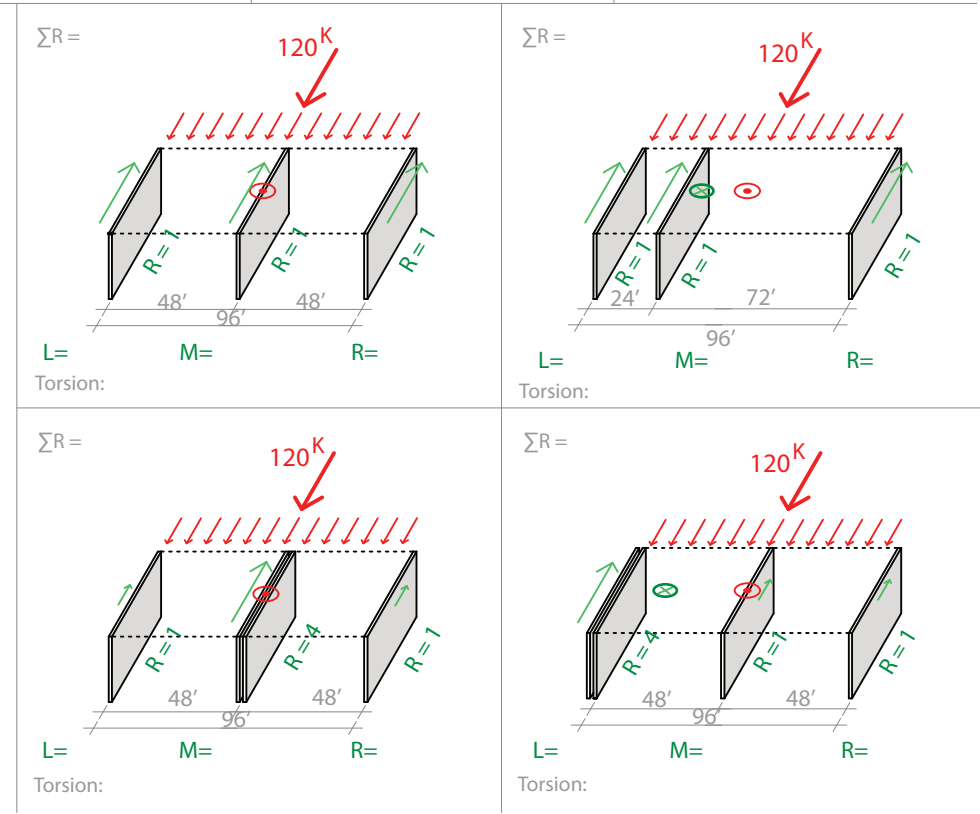 ∑R =
120K
R = 1
R = 1
R = 1
48′
48′
96′
L=
M=
R=
Torsion:
∑R =
120K
R = 1
R = 1
R = 1
24′
72′
96′
L=
M=
R=
Torsion:
∑R =
120K
R = 1
R = 4
R = 1
48′
48′
96′
L=
M=
R=
Torsion:
∑R =
120K
R = 4
R = 1
R = 1
48′
48′
96′
L=
M=
R=
Torsion: